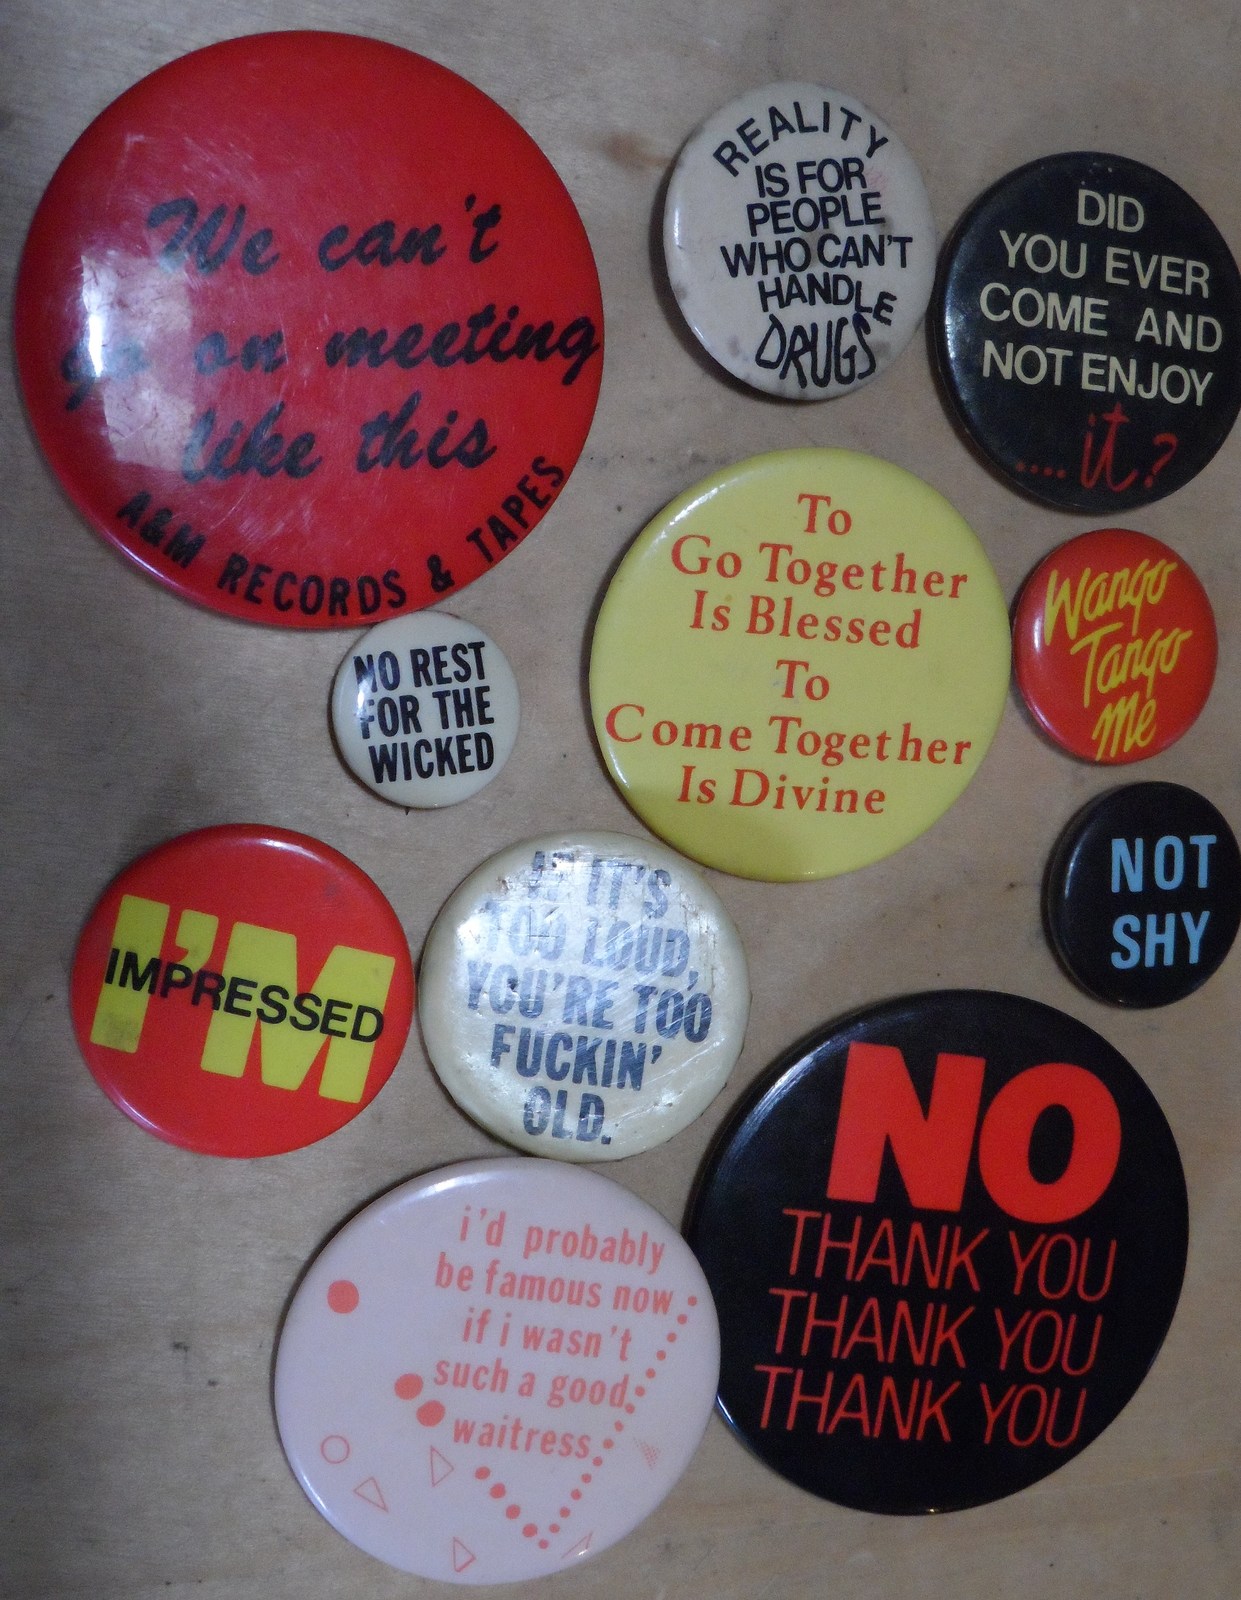 We can't
go on meeting
like this
A&M RECORDS & TAPES
REALITY
IS FOR
PEOPLE
WHO CAN'T
HANDLE
DRUGS
DID
YOU EVER
COME AND
NOT ENJOY
.... it?
NO REST
FOR THE
WICKED
To
Go Together
Is Blessed
To
Come Together
Is Divine
Wango
Tango
Me
NOT
SHY
I'M
IMPRESSED
IF IT'S
TOO LOUD,
YOU'RE TOO
FUCKIN'
OLD.
NO
THANK YOU
THANK YOU
THANK YOU
i'd probably
be famous now
if i wasn't
such a good
waitress